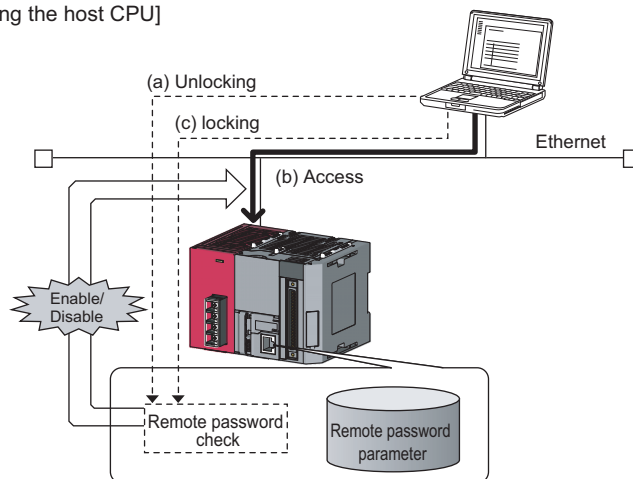 ng the host CPU]
(a) Unlocking
(c) locking
Ethernet
(b) Access
Enable/
Disable
Remote password
check
Remote password
parameter